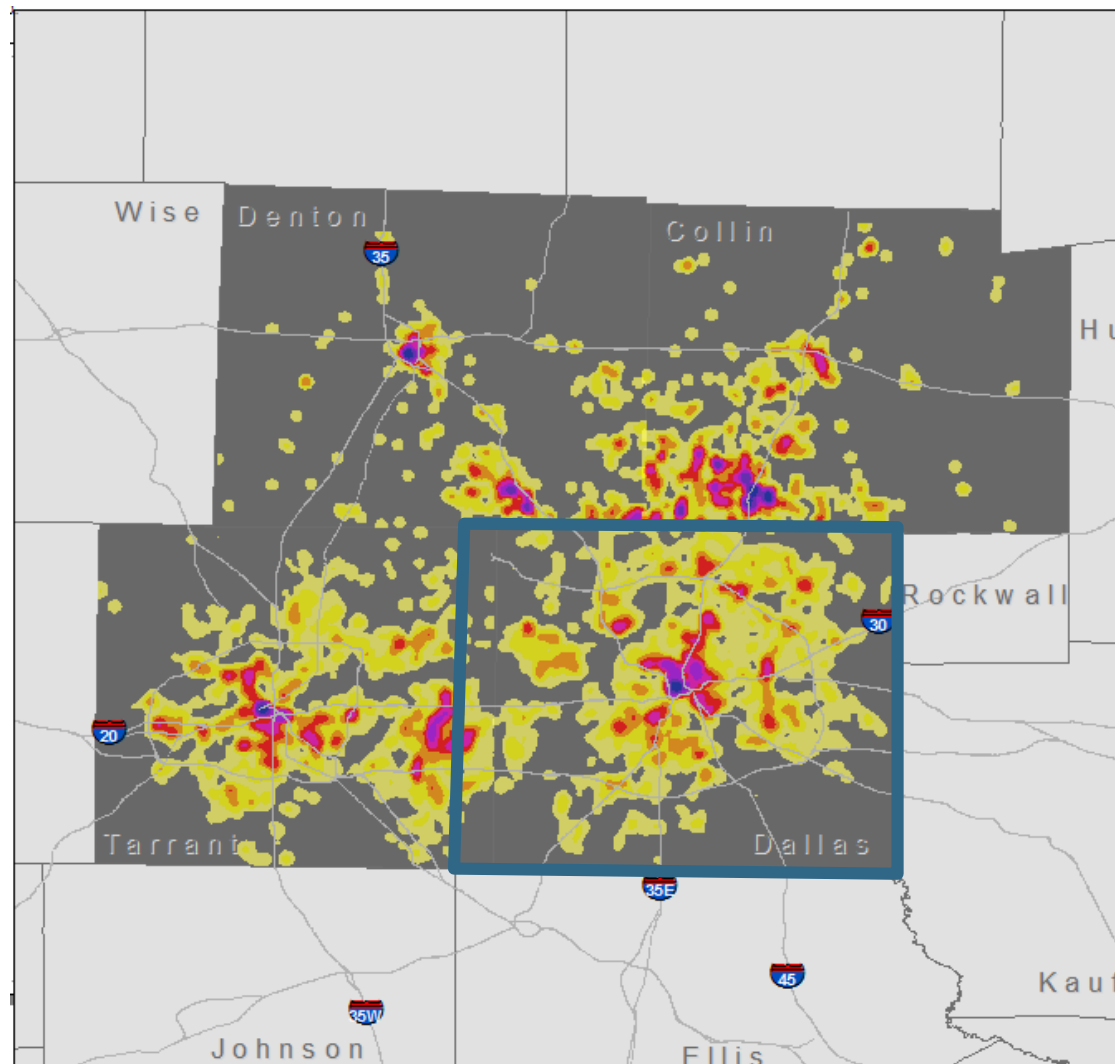 Wise
Denton
Collin
35
Hu
Rockwall
30
20
Tarrant
Dallas
35E
45
Kauf
35W
Johnson
Ellis